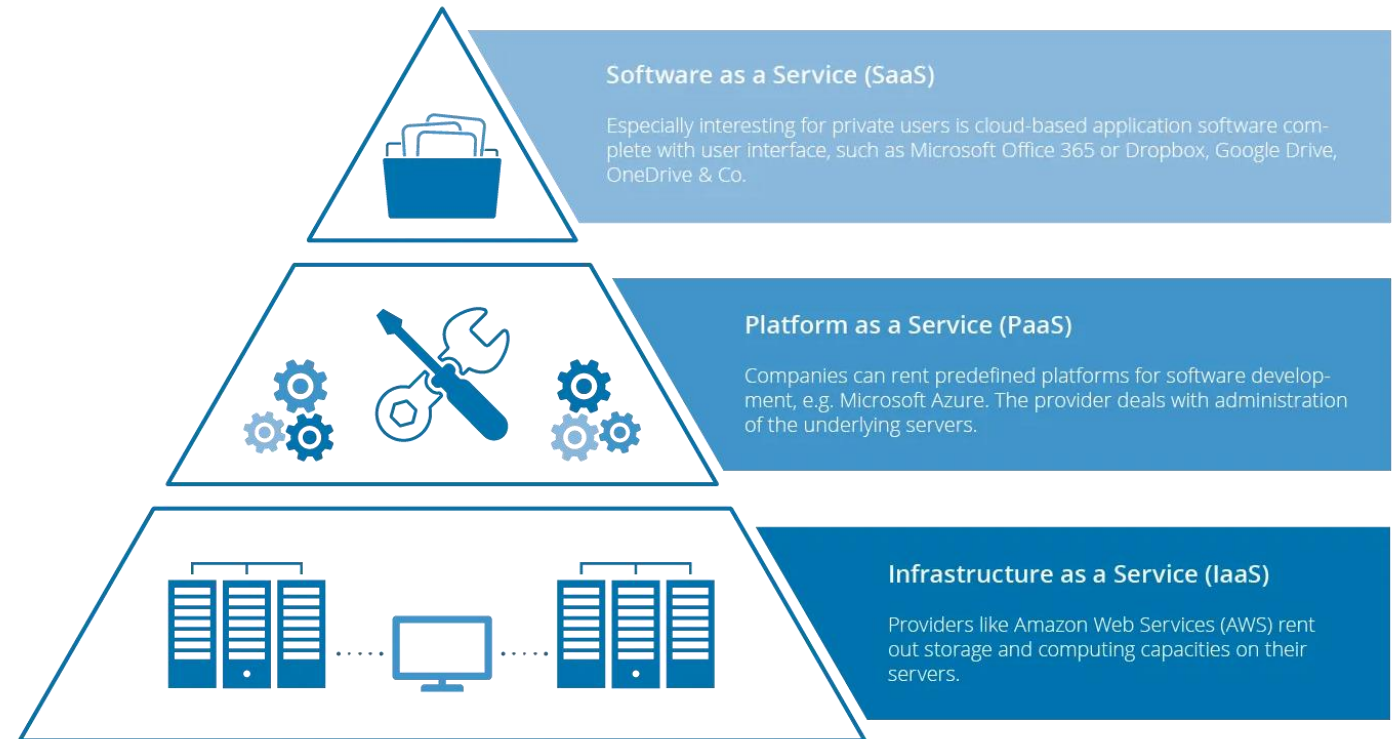 Software as a Service (SaaS)
Especially interesting for private users is cloud-based application software com-
plete with user interface, such as Microsoft Office 365 or Dropbox, Google Drive,
OneDrive & Co.
Platform as a Service (PaaS)
Companies can rent predefined platforms for software develop-
ment, e.g. Microsoft Azure. The provider deals with administration
of the underlying servers.
Infrastructure as a Service (IaaS)
Providers like Amazon Web Services (AWS) rent
out storage and computing capacities on their
servers.